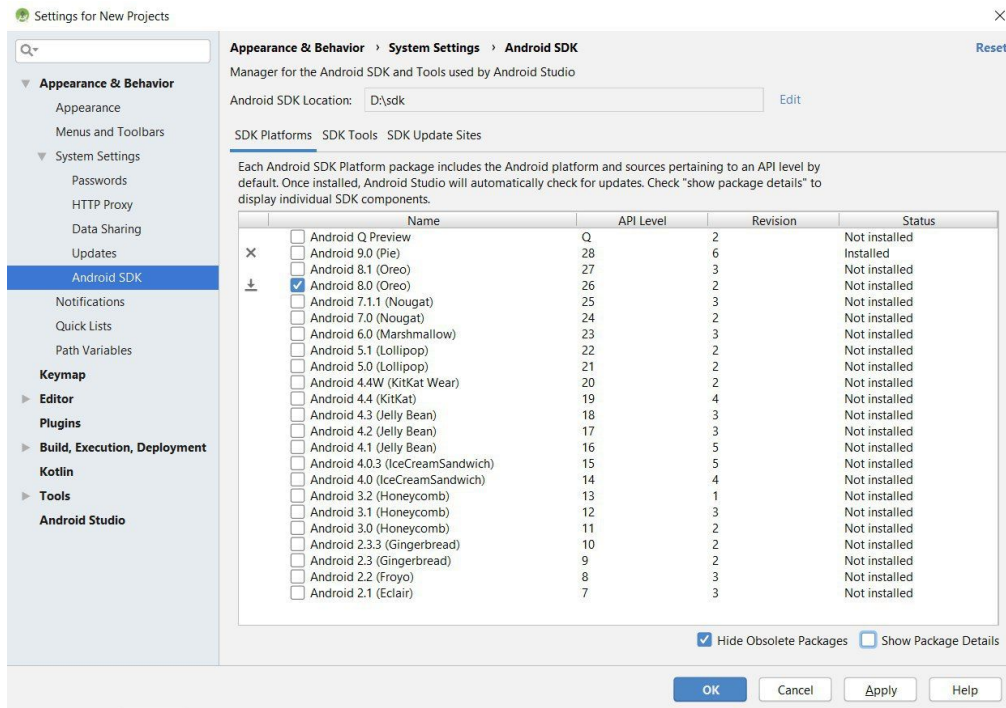 Settings for New Projects
Appearance & Behavior
Appearance
Menus and Toolbars
System Settings
Passwords
HTTP Proxy
Data Sharing
Updates
Android SDK
Notifications
Quick Lists
Path Variables
Keymap
Editor
Plugins
Build, Execution, Deployment
Kotlin
Tools
Android Studio
Appearance & Behavior › System Settings › Android SDK
Reset
Manager for the Android SDK and Tools used by Android Studio
Android SDK Location: D:\sdk Edit
SDK Platforms SDK Tools SDK Update Sites
Each Android SDK Platform package includes the Android platform and sources pertaining to an API level by
default. Once installed, Android Studio will automatically check for updates. Check "show package details" to
display individual SDK components.
Name API Level Revision Status
Android Q Preview Q 2 Not installed
Android 9.0 (Pie) 28 6 Installed
Android 8.1 (Oreo) 27 3 Not installed
Android 8.0 (Oreo) 26 2 Not installed
Android 7.1.1 (Nougat) 25 3 Not installed
Android 7.0 (Nougat) 24 2 Not installed
Android 6.0 (Marshmallow) 23 3 Not installed
Android 5.1 (Lollipop) 22 2 Not installed
Android 5.0 (Lollipop) 21 2 Not installed
Android 4.4W (KitKat Wear) 20 2 Not installed
Android 4.4 (KitKat) 19 4 Not installed
Android 4.3 (Jelly Bean) 18 3 Not installed
Android 4.2 (Jelly Bean) 17 3 Not installed
Android 4.1 (Jelly Bean) 16 5 Not installed
Android 4.0.3 (IceCreamSandwich) 15 5 Not installed
Android 4.0 (IceCreamSandwich) 14 4 Not installed
Android 3.2 (Honeycomb) 13 1 Not installed
Android 3.1 (Honeycomb) 12 3 Not installed
Android 3.0 (Honeycomb) 11 2 Not installed
Android 2.3.3 (Gingerbread) 10 2 Not installed
Android 2.3 (Gingerbread) 9 2 Not installed
Android 2.2 (Froyo) 8 3 Not installed
Android 2.1 (Eclair) 7 3 Not installed
Hide Obsolete Packages Show Package Details
OK Cancel Apply Help